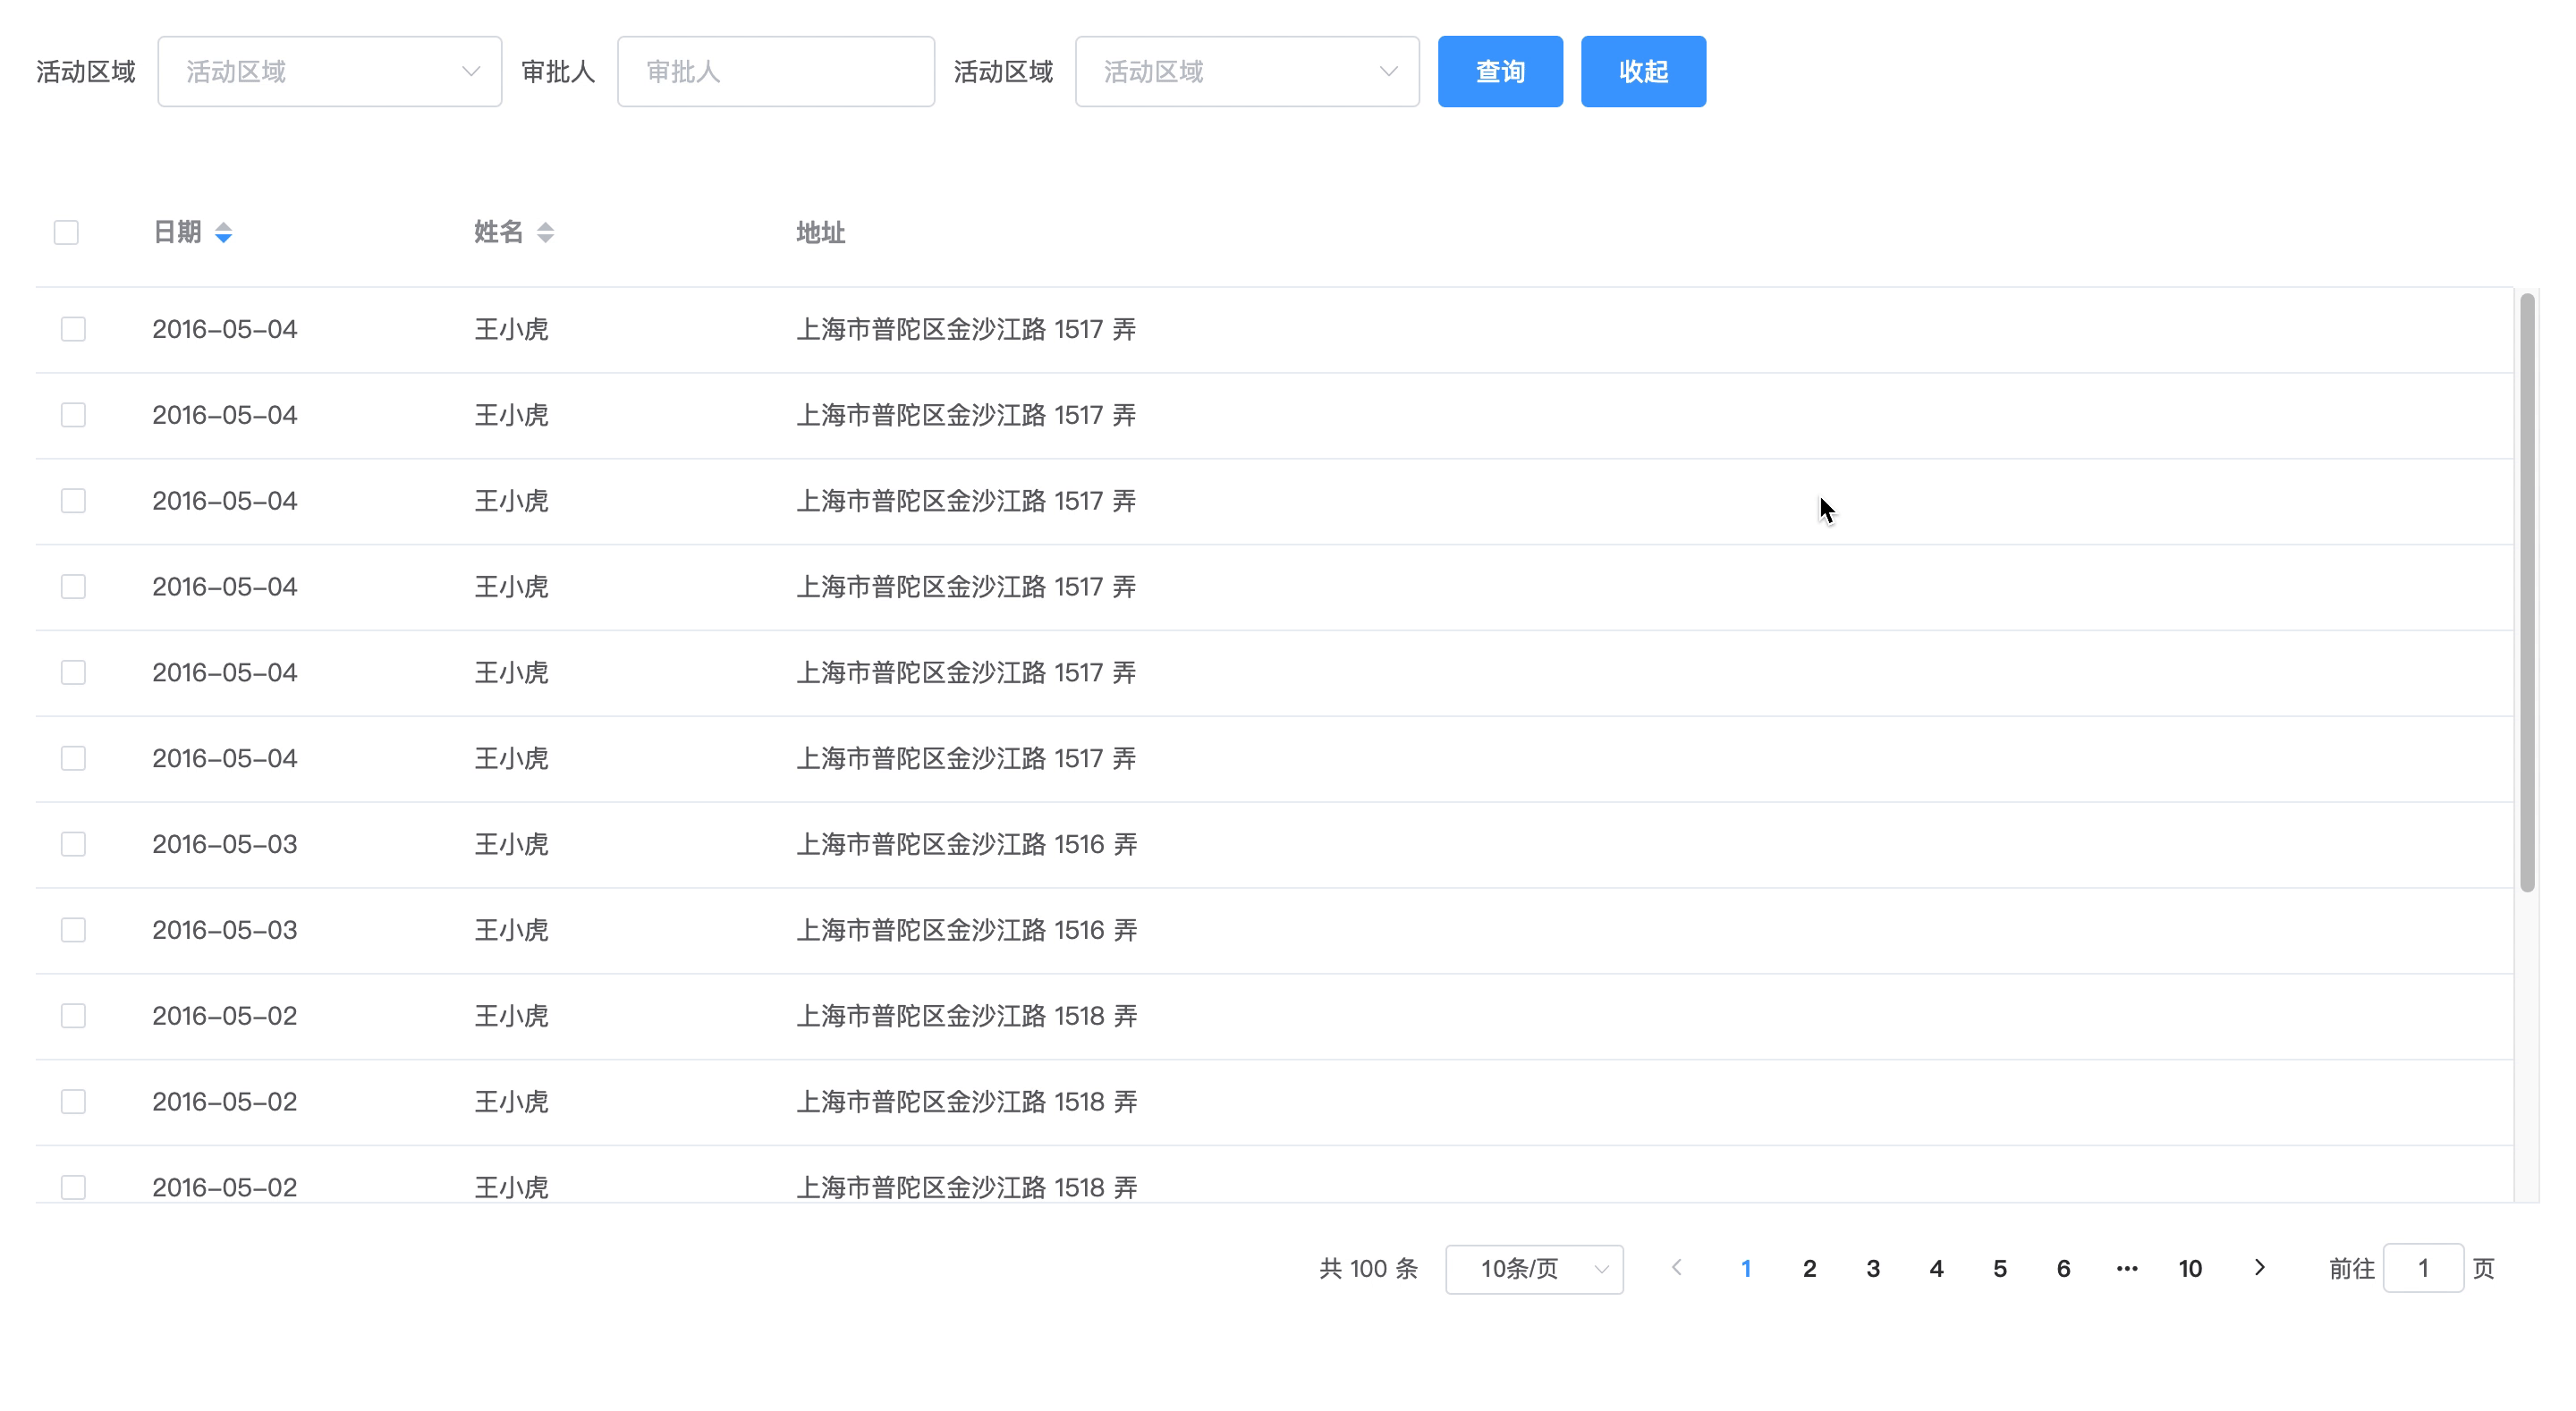 活动区域 活动区域 审批人 审批人 活动区域 活动区域 查询 收起
日期 姓名 地址
2016-05-04 王小虎 上海市普陀区金沙江路 1517 弄
2016-05-04 王小虎 上海市普陀区金沙江路 1517 弄
2016-05-04 王小虎 上海市普陀区金沙江路 1517 弄
2016-05-04 王小虎 上海市普陀区金沙江路 1517 弄
2016-05-04 王小虎 上海市普陀区金沙江路 1517 弄
2016-05-04 王小虎 上海市普陀区金沙江路 1517 弄
2016-05-03 王小虎 上海市普陀区金沙江路 1516 弄
2016-05-03 王小虎 上海市普陀区金沙江路 1516 弄
2016-05-02 王小虎 上海市普陀区金沙江路 1518 弄
2016-05-02 王小虎 上海市普陀区金沙江路 1518 弄
2016-05-02 王小虎 上海市普陀区金沙江路 1518 弄
共 100 条 10条/页 1 2 3 4 5 6 ••• 10 前往 1 页